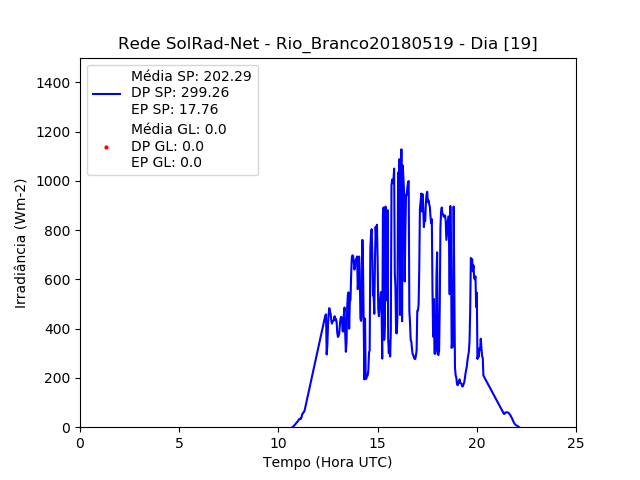 Rede SolRad-Net - Rio_Branco20180519 - Dia [19]
Média SP: 202.29
DP SP: 299.26
EP SP: 17.76
Média GL: 0.0
DP GL: 0.0
EP GL: 0.0
Irradiância (Wm-2)
1400
1200
1000
800
600
400
200
0
0 5 10 15 20 25
Tempo (Hora UTC)